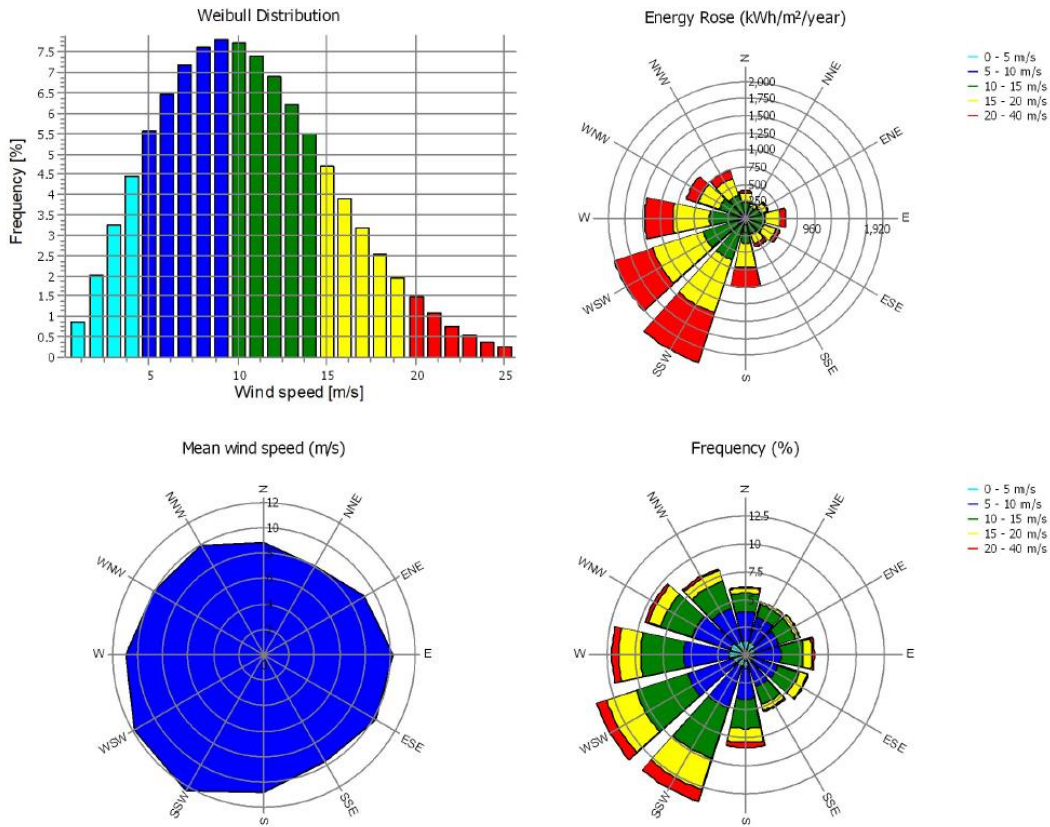 Weibull Distribution
Frequency [%]
7.5
7
6.5
6
5.5
5
4.5
4
3.5
3
2.5
2
1.5
1
0.5
0
5
10
15
20
25
Wind speed [m/s]
Energy Rose (kWh/m²/year)
N
NNE
ENE
E
ESE
SSE
S
SSW
WSW
W
WNW
NNW
2,000
1,750
1,500
1,250
1,000
750
500
250
960
1,920
0 - 5 m/s
5 - 10 m/s
10 - 15 m/s
15 - 20 m/s
20 - 40 m/s
Mean wind speed (m/s)
N
NNE
ENE
E
ESE
SSE
S
SSW
WSW
W
WNW
NNW
12
10
Frequency (%)
N
NNE
ENE
E
ESE
SSE
S
SSW
WSW
W
WNW
NNW
12.5
10
7.5
0 - 5 m/s
5 - 10 m/s
10 - 15 m/s
15 - 20 m/s
20 - 40 m/s